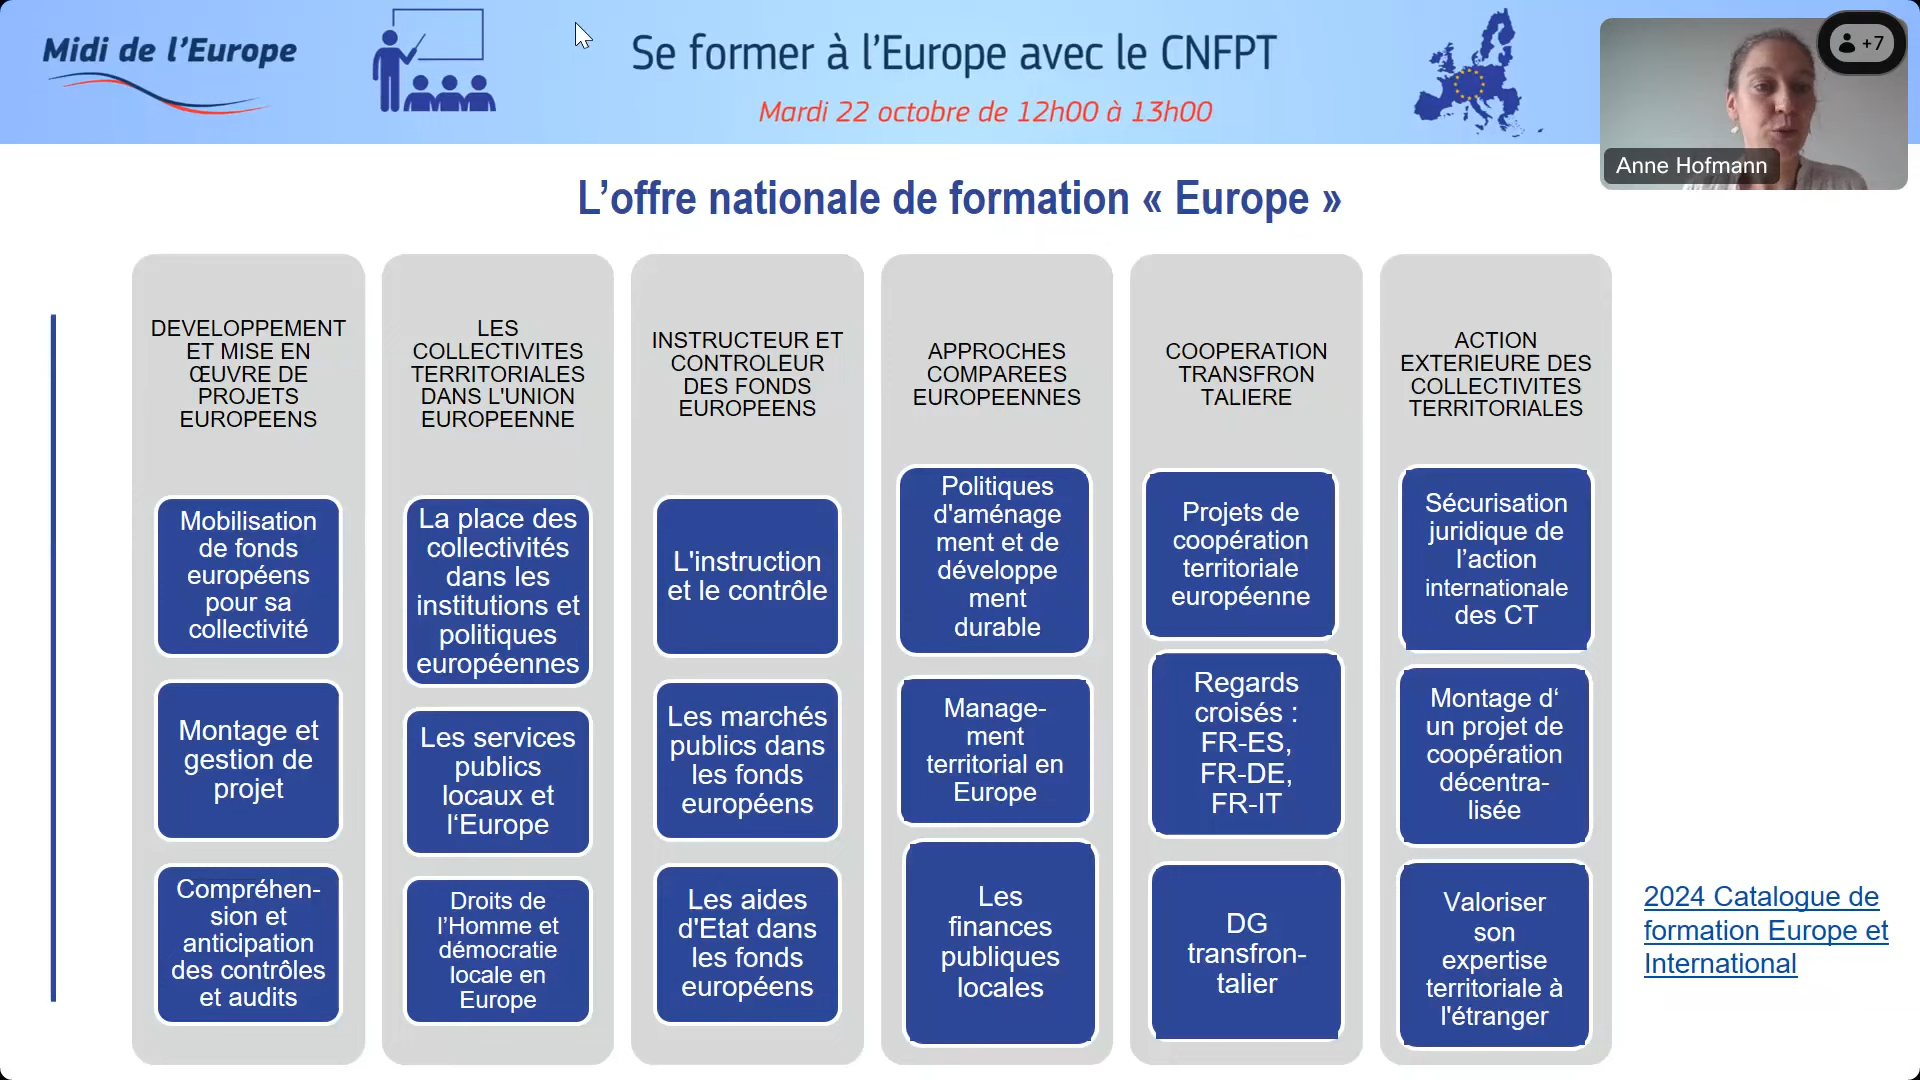 Midi de l’Europe
Se former à l’Europe avec le CNFPT
Mardi 22 octobre de 12h00 à 13h00
+7
Anne Hofmann
L’offre nationale de formation « Europe »
DEVELOPPEMENT
ET MISE EN
ŒUVRE DE
PROJETS
EUROPEENS
Mobilisation
de fonds
européens
pour sa
collectivité
Montage et
gestion de
projet
Compréhen-
sion et
anticipation
des contrôles
et audits
LES
COLLECTIVITES
TERRITORIALES
DANS L'UNION
EUROPEENNE
La place des
collectivités
dans les
institutions et
politiques
européennes
Les services
publics
locaux et
l‘Europe
Droits de
l’Homme et
démocratie
locale en
Europe
INSTRUCTEUR ET
CONTROLEUR
DES FONDS
EUROPEENS
L'instruction
et le contrôle
Les marchés
publics dans
les fonds
européens
Les aides
d'Etat dans
les fonds
européens
APPROCHES
COMPAREES
EUROPEENNES
Politiques
d'aménage
ment et de
développe
ment
durable
Manage-
ment
territorial en
Europe
Les
finances
publiques
locales
COOPERATION
TRANSFRON
TALIERE
Projets de
coopération
territoriale
européenne
Regards
croisés :
FR-ES,
FR-DE,
FR-IT
DG
transfron-
talier
ACTION
EXTERIEURE DES
COLLECTIVITES
TERRITORIALES
Sécurisation
juridique de
l’action
internationale
des CT
Montage d‘
un projet de
coopération
décentra-
lisée
Valoriser
son
expertise
territoriale à
l'étranger
2024 Catalogue de
formation Europe et
International